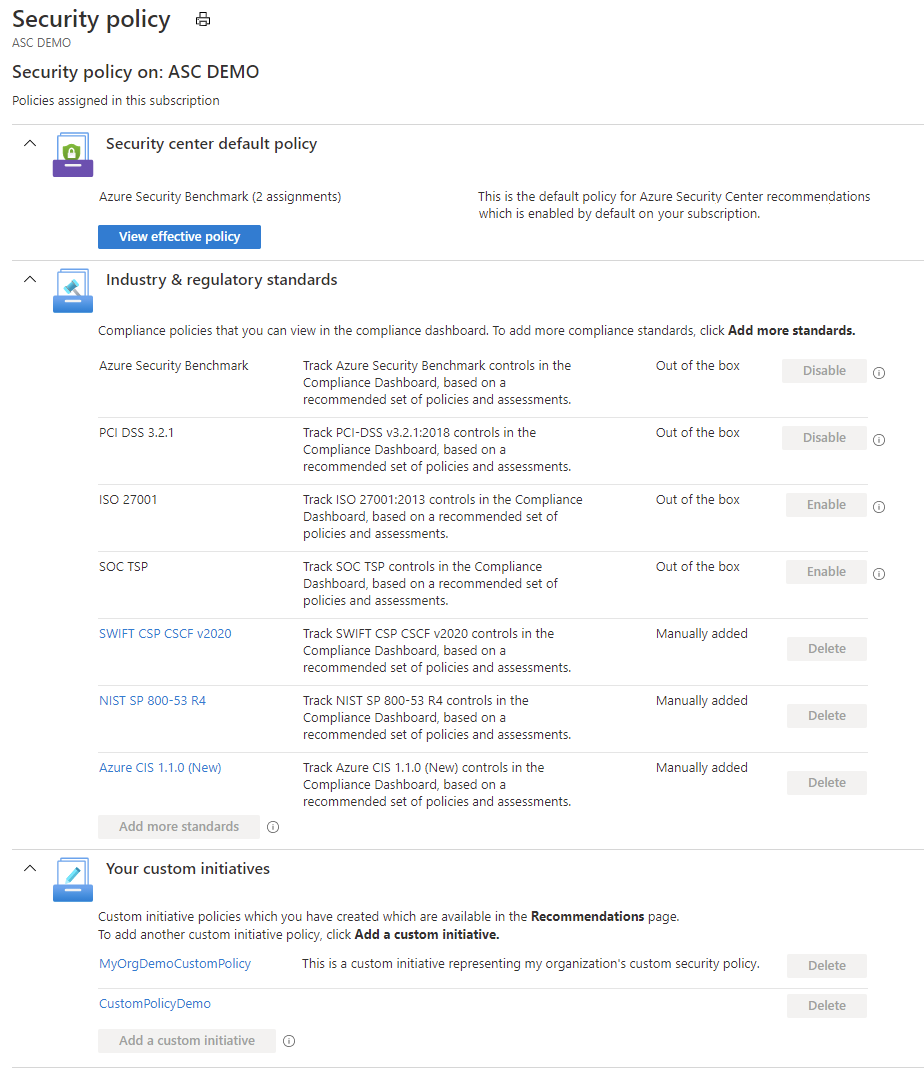 Security policy
ASC DEMO
Security policy on: ASC DEMO
Policies assigned in this subscription
Security center default policy
Azure Security Benchmark (2 assignments)
This is the default policy for Azure Security Center recommendations
which is enabled by default on your subscription.
View effective policy
Industry & regulatory standards
Compliance policies that you can view in the compliance dashboard. To add more compliance standards, click Add more standards.
Azure Security Benchmark
Track Azure Security Benchmark controls in the
Compliance Dashboard, based on a
recommended set of policies and assessments.
Out of the box
Disable
PCI DSS 3.2.1
Track PCI-DSS v3.2.1:2018 controls in the
Compliance Dashboard, based on a
recommended set of policies and assessments.
Out of the box
Disable
ISO 27001
Track ISO 27001:2013 controls in the Compliance
Dashboard, based on a recommended set of
policies and assessments.
Out of the box
Enable
SOC TSP
Track SOC TSP controls in the Compliance
Dashboard, based on a recommended set of
policies and assessments.
Out of the box
Enable
SWIFT CSP CSCF v2020
Track SWIFT CSP CSCF v2020 controls in the
Compliance Dashboard, based on a
recommended set of policies and assessments.
Manually added
Delete
NIST SP 800-53 R4
Track NIST SP 800-53 R4 controls in the
Compliance Dashboard, based on a
recommended set of policies and assessments.
Manually added
Delete
Azure CIS 1.1.0 (New)
Track Azure CIS 1.1.0 (New) controls in the
Compliance Dashboard, based on a
recommended set of policies and assessments.
Manually added
Delete
Add more standards
Your custom initiatives
Custom initiative policies which you have created which are available in the Recommendations page.
To add another custom initiative policy, click Add a custom initiative.
MyOrgDemoCustomPolicy
This is a custom initiative representing my organization's custom security policy.
Delete
CustomPolicyDemo
Delete
Add a custom initiative